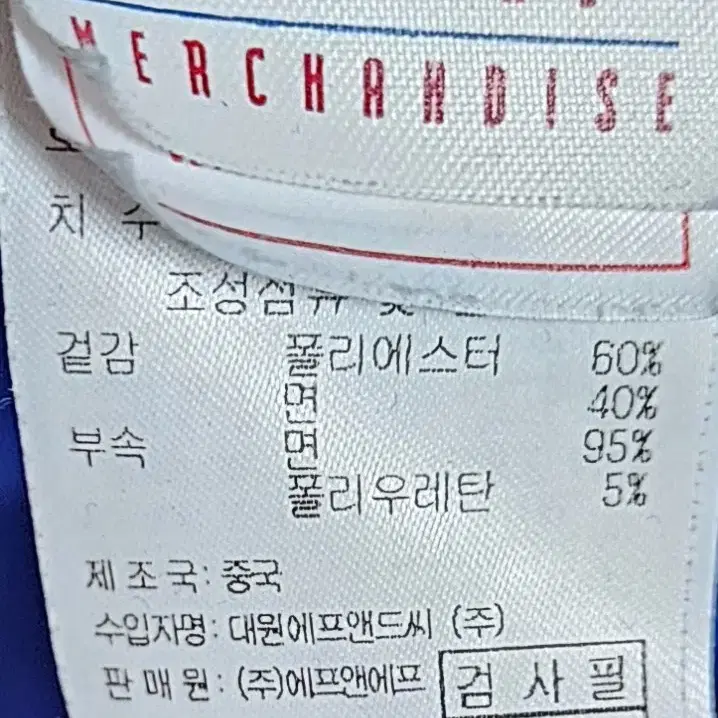 MERCHANDISE
치 수
조성섬유 및
겉감 폴리에스터 60%
면 40%
부속 면 95%
폴리우레탄 5%
제 조 국 : 중국
수입자명 : 대원에프앤드씨 (주)
판 매 원 : (주)에프앤에프 검 사 필